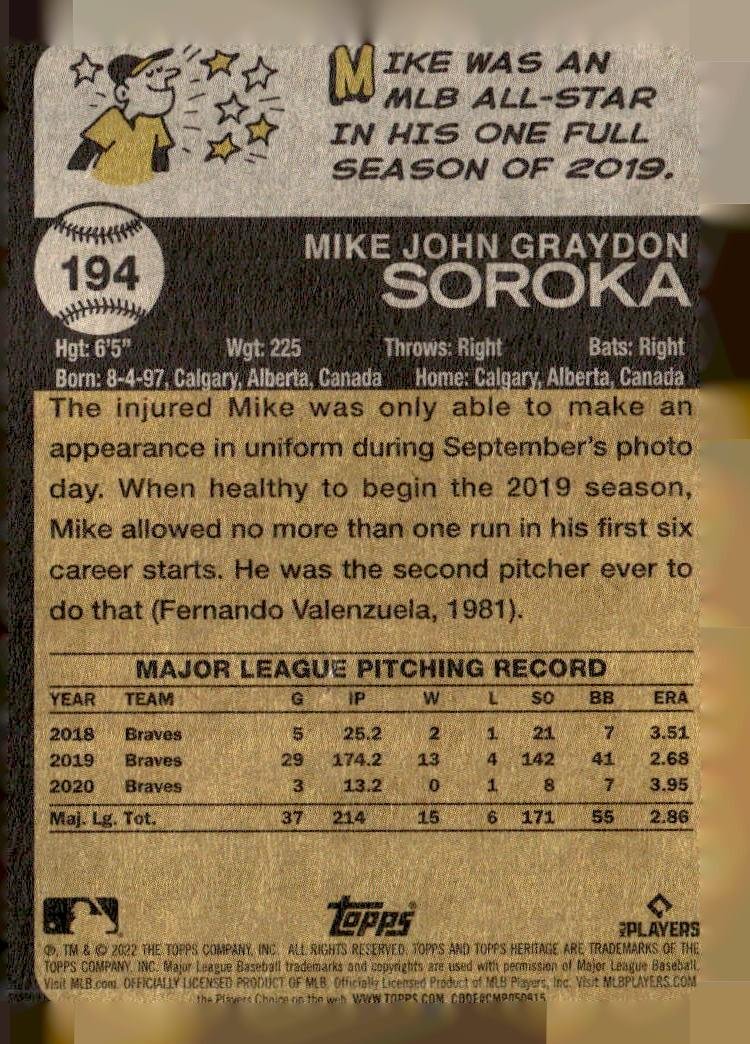 MIKE WAS AN
MLB ALL-STAR
IN HIS ONE FULL
SEASON OF 2019.
194
MIKE JOHN GRAYDON
SOROKA
Hgt: 6'5" Wgt: 225 Throws: Right Bats: Right
Born: 8-4-97, Calgary, Alberta, Canada Home: Calgary, Alberta, Canada
The injured Mike was only able to make an
appearance in uniform during September's photo
day. When healthy to begin the 2019 season,
Mike allowed no more than one run in his first six
career starts. He was the second pitcher ever to
do that (Fernando Valenzuela, 1981).
MAJOR LEAGUE PITCHING RECORD
YEAR TEAM G IP W L SO BB ERA
2018 Braves 5 25.2 2 1 21 7 3.51
2019 Braves 29 174.2 13 4 142 41 2.68
2020 Braves 3 13.2 0 1 8 7 3.95
Maj. Lg. Tot. 37 214 15 6 171 55 2.86
Topps
PLAYERS
®, TM & © 2022 THE TOPPS COMPANY, INC. ALL RIGHTS RESERVED. TOPPS AND TOPPS HERITAGE ARE TRADEMARKS OF THE
TOPPS COMPANY, INC. Major League Baseball trademarks and copyrights are used with permission of Major League Baseball.
Visit MLB.com. OFFICIALLY LICENSED PRODUCT OF MLB Players, Inc. Visit MLBPLAYERS.COM
the Players Choice on the web. WWW.TOPPS.COM